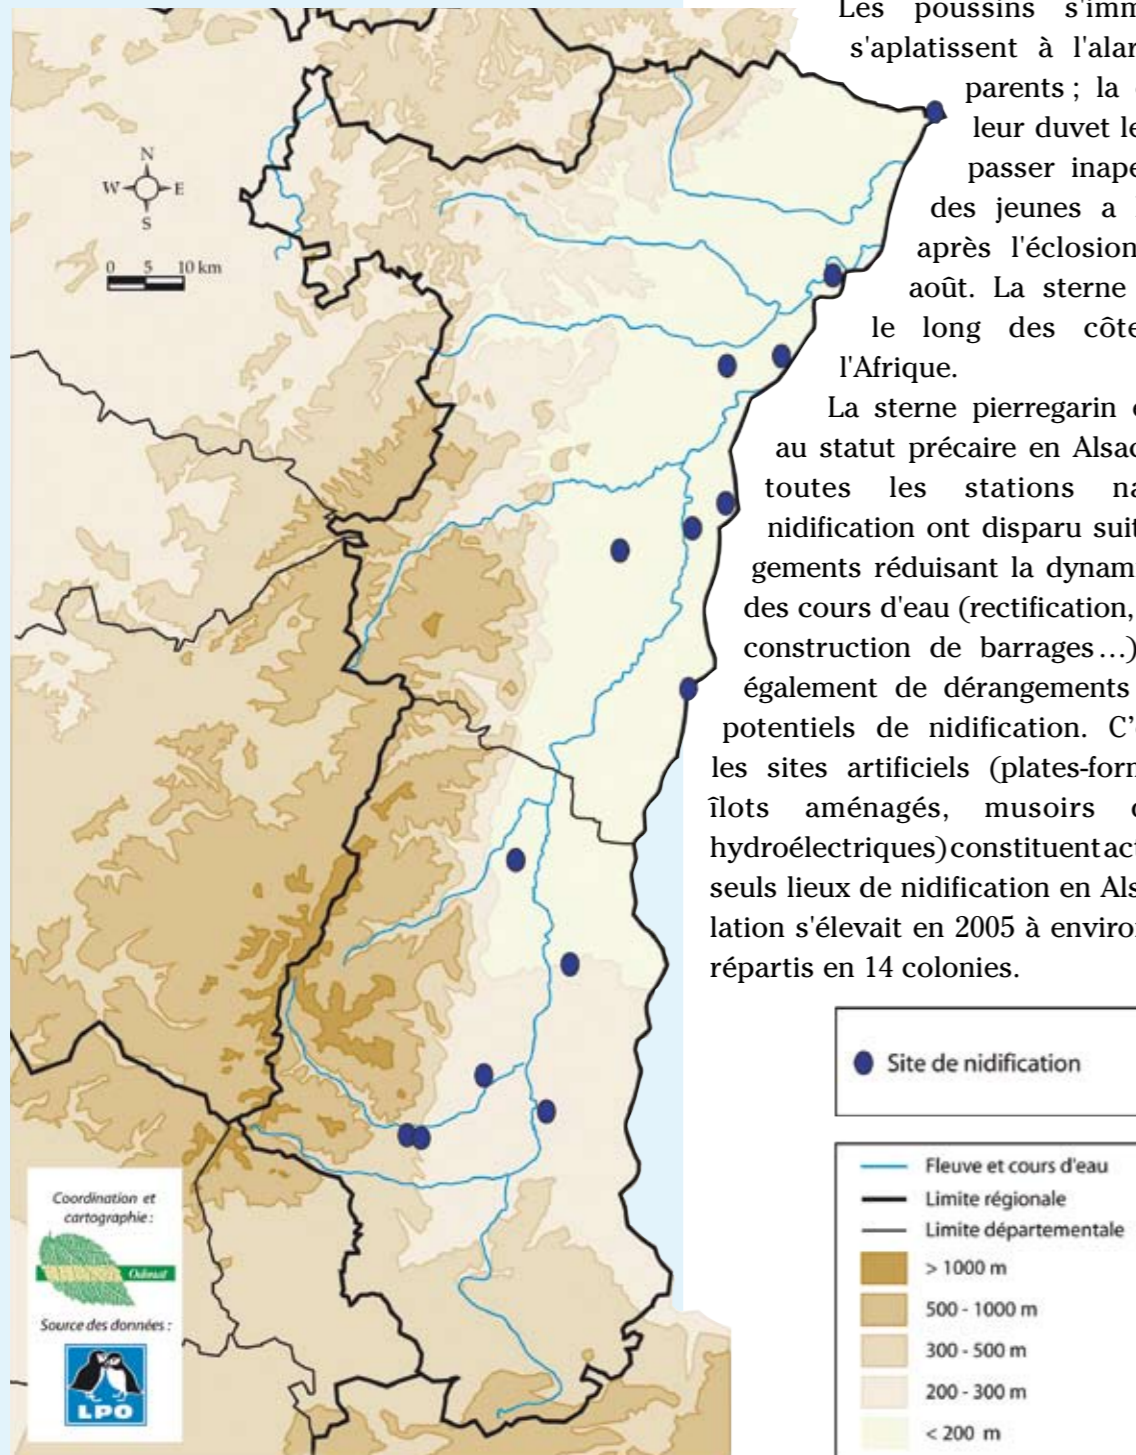 Les poussins s'imm
s'aplatissent à l'alar
parents ; la
leur duvet le
passer inape
des jeunes a
après l'éclosion
août. La sterne
le long des côte
l'Afrique.
La sterne pierregarin
au statut précaire en Alsac
toutes les stations na
nidification ont disparu suit
gements réduisant la dynam
des cours d'eau (rectification,
construction de barrages…)
également de dérangements
potentiels de nidification. C'
les sites artificiels (plates-form
îlots aménagés, musoirs
hydroélectriques) constituent act
seuls lieux de nidification en Als
lation s'élevait en 2005 à enviro
répartis en 14 colonies.
N
W E
S
0 5 10 km
Site de nidification
Fleuve et cours d'eau
Limite régionale
Limite départementale
> 1000 m
500 - 1000 m
300 - 500 m
200 - 300 m
< 200 m
Coordination et
cartographie :
Odonat
Source des données :
LPO